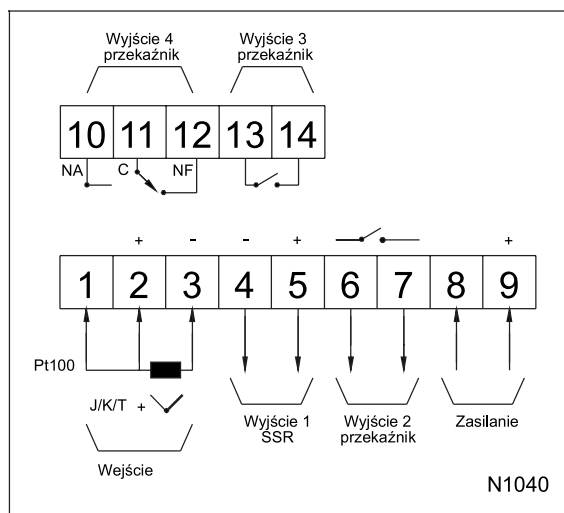 Wyjście 4 Wyjście 3
przekaźnik przekaźnik
10 11 12 13 14
NA C NF
+ - - + +
1 2 3 4 5 6 7 8 9
Pt100
J/K/T +
Wyjście 1 Wyjście 2 Zasilanie
SSR przekaźnik
Wejście
N1040